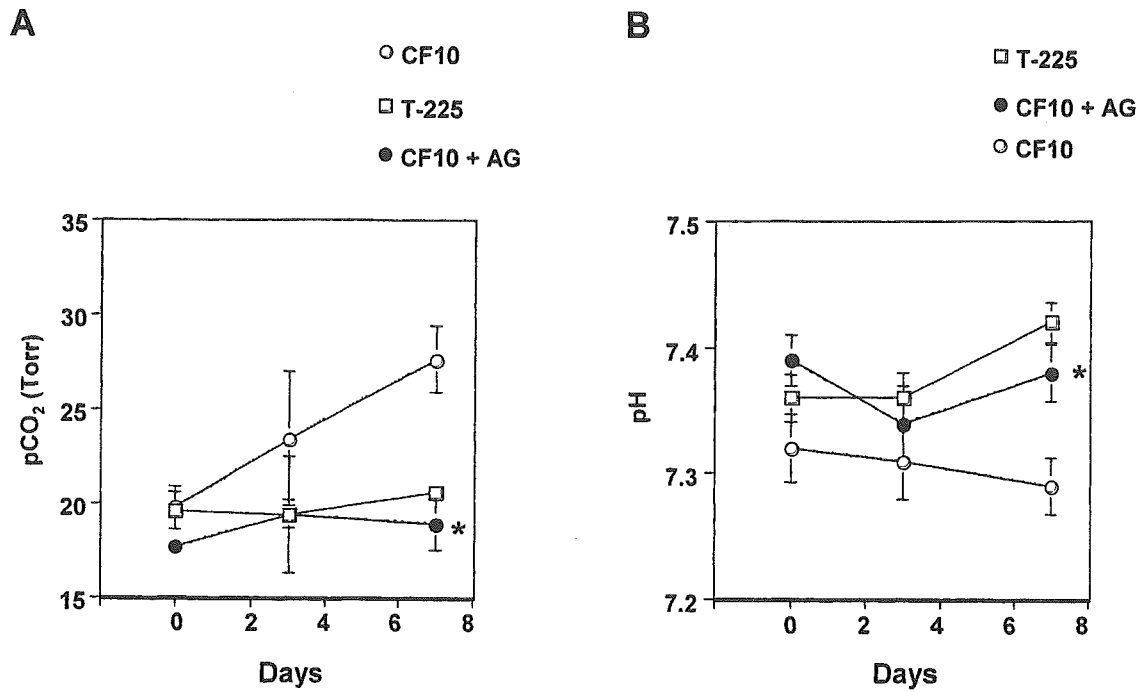 A
CF10
T-225
CF10 + AG
35
30
25
20
15
pCO₂ (Torr)
*
0 2 4 6 8
Days
B
T-225
CF10 + AG
CF10
7.5
7.4
7.3
7.2
pH
*
0 2 4 6 8
Days